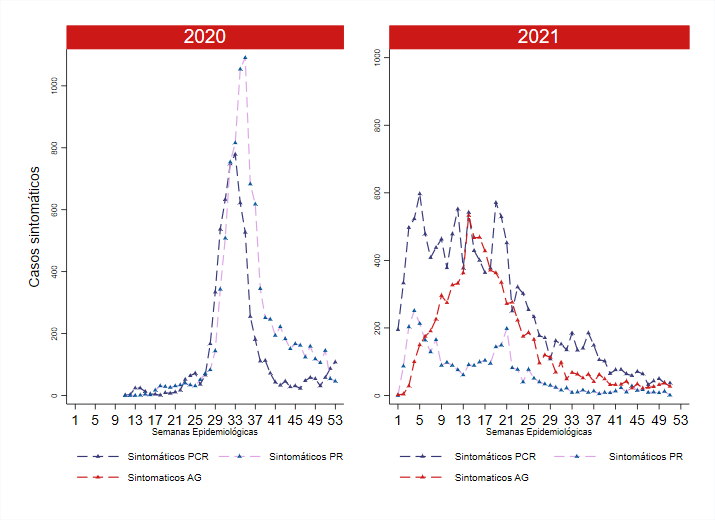 2020
2021
Casos sintomáticos
0 200 400 600 800 1000
0 200 400 600 800 1000
1 5 9 13 17 21 25 29 33 37 41 45 49 53
1 5 9 13 17 21 25 29 33 37 41 45 49 53
Semanas Epidemiológicas
Semanas Epidemiológicas
Sintomáticos PCR
Sintomáticos PR
Sintomaticos AG
Sintomáticos PCR
Sintomáticos PR
Sintomaticos AG